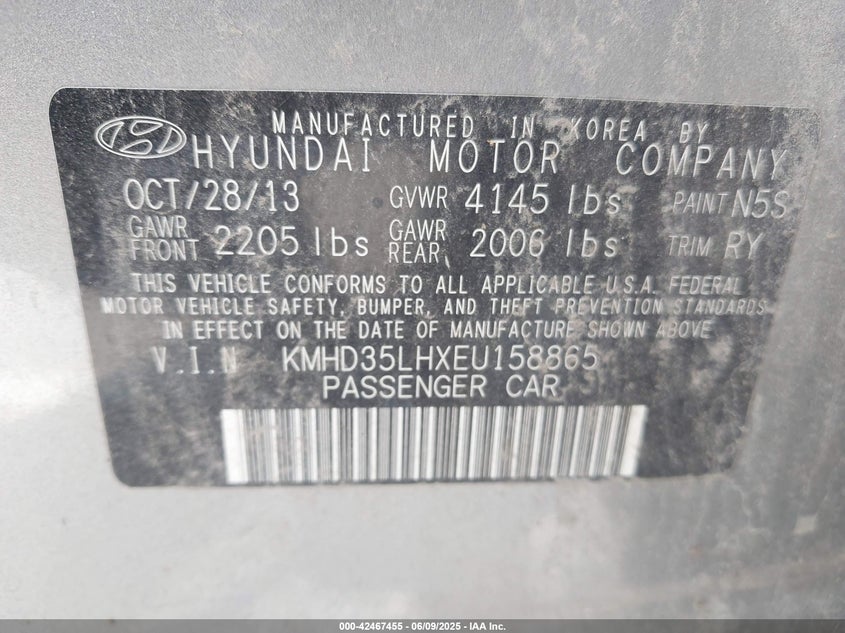 MANUFACTURED IN KOREA BY
HYUNDAI MOTOR COMPANY
OCT/28/13 GVWR 4145 lbs PAINT N5S
GAWR FRONT 2205 lbs GAWR REAR 2006 lbs TRIM RY
THIS VEHICLE CONFORMS TO ALL APPLICABLE U.S.A. FEDERAL
MOTOR VEHICLE SAFETY, BUMPER, AND THEFT PREVENTION STANDARDS
IN EFFECT ON THE DATE OF MANUFACTURE SHOWN ABOVE
V.I.N KMHD35LHXEU158865
PASSENGER CAR
000-42467455 | 06/09/2025 - IAA Inc.